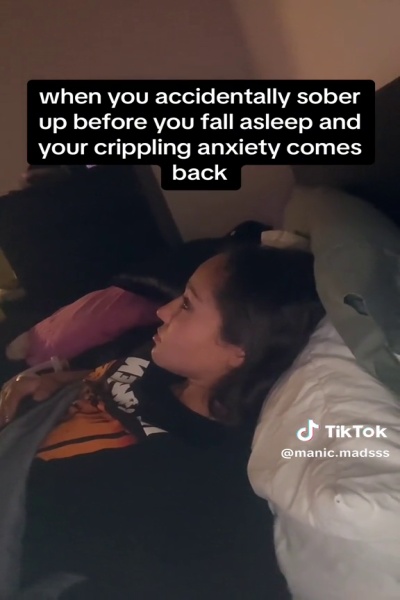 when you accidentally sober
up before you fall asleep and
your crippling anxiety comes
back
TikTok
@manic.madsss